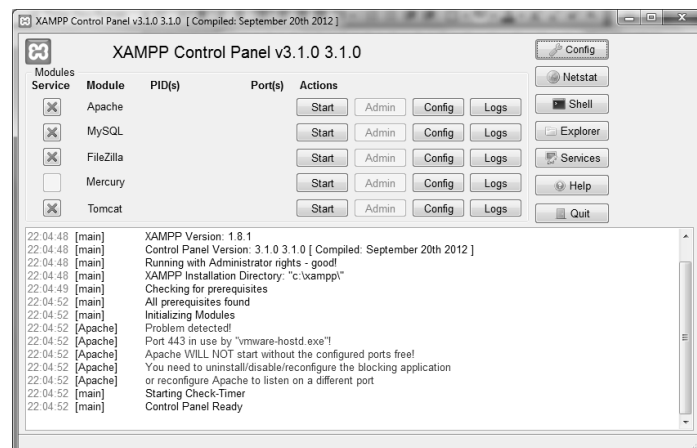 XAMPP Control Panel v3.1.0 3.1.0 [ Compiled: September 20th 2012 ]
XAMPP Control Panel v3.1.0 3.1.0
Config
Modules
Service Module PID(s) Port(s) Actions
Netstat
Apache Start Admin Config Logs
Shell
MySQL Start Admin Config Logs
Explorer
FileZilla Start Admin Config Logs
Services
Mercury Start Admin Config Logs
Help
Tomcat Start Admin Config Logs
Quit
22:04:48 [main] XAMPP Version: 1.8.1
22:04:48 [main] Control Panel Version: 3.1.0 3.1.0 [ Compiled: September 20th 2012 ]
22:04:48 [main] Running with Administrator rights - good!
22:04:48 [main] XAMPP Installation Directory: "c:\xampp\"
22:04:49 [main] Checking for prerequisites
22:04:52 [main] All prerequisites found
22:04:52 [main] Initializing Modules
22:04:52 [Apache] Problem detected!
22:04:52 [Apache] Port 443 in use by "vmware-hostd.exe"!
22:04:52 [Apache] Apache WILL NOT start without the configured ports free!
22:04:52 [Apache] You need to uninstall/disable/reconfigure the blocking application
22:04:52 [Apache] or reconfigure Apache to listen on a different port
22:04:52 [main] Starting Check-Timer
22:04:52 [main] Control Panel Ready